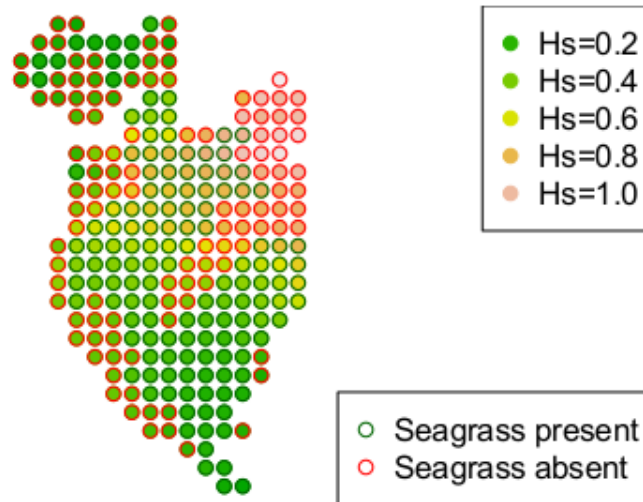 Hs=0.2
Hs=0.4
Hs=0.6
Hs=0.8
Hs=1.0
Seagrass present
Seagrass absent